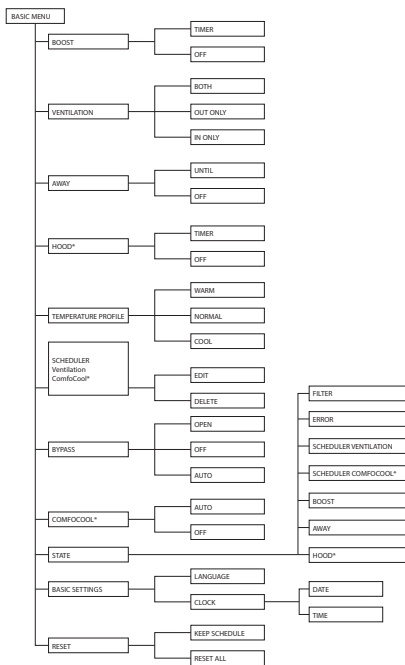 BASIC MENU
BOOST
TIMER
OFF
VENTILATION
BOTH
OUT ONLY
IN ONLY
AWAY
UNTIL
OFF
HOOD*
TIMER
OFF
TEMPERATURE PROFILE
WARM
NORMAL
COOL
SCHEDULER
Ventilation
ComfoCool*
EDIT
DELETE
BYPASS
OPEN
OFF
AUTO
COMFOCOOL*
AUTO
OFF
STATE
FILTER
ERROR
SCHEDULER VENTILATION
SCHEDULER COMFOCOOL*
BOOST
AWAY
HOOD*
BASIC SETTINGS
LANGUAGE
CLOCK
DATE
TIME
RESET
KEEP SCHEDULE
RESET ALL